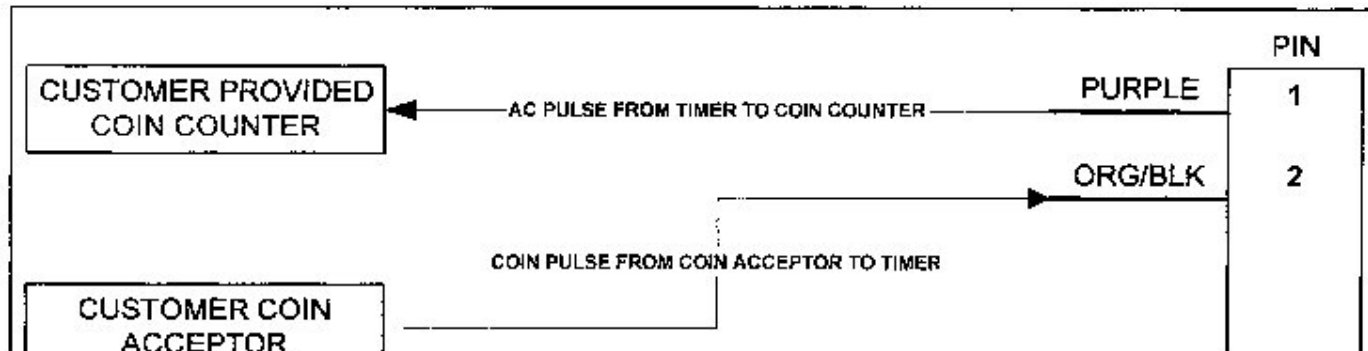 PIN
CUSTOMER PROVIDED
COIN COUNTER
AC PULSE FROM TIMER TO COIN COUNTER
PURPLE
1
ORG/BLK
2
COIN PULSE FROM COIN ACCEPTOR TO TIMER
CUSTOMER COIN
ACCEPTOR